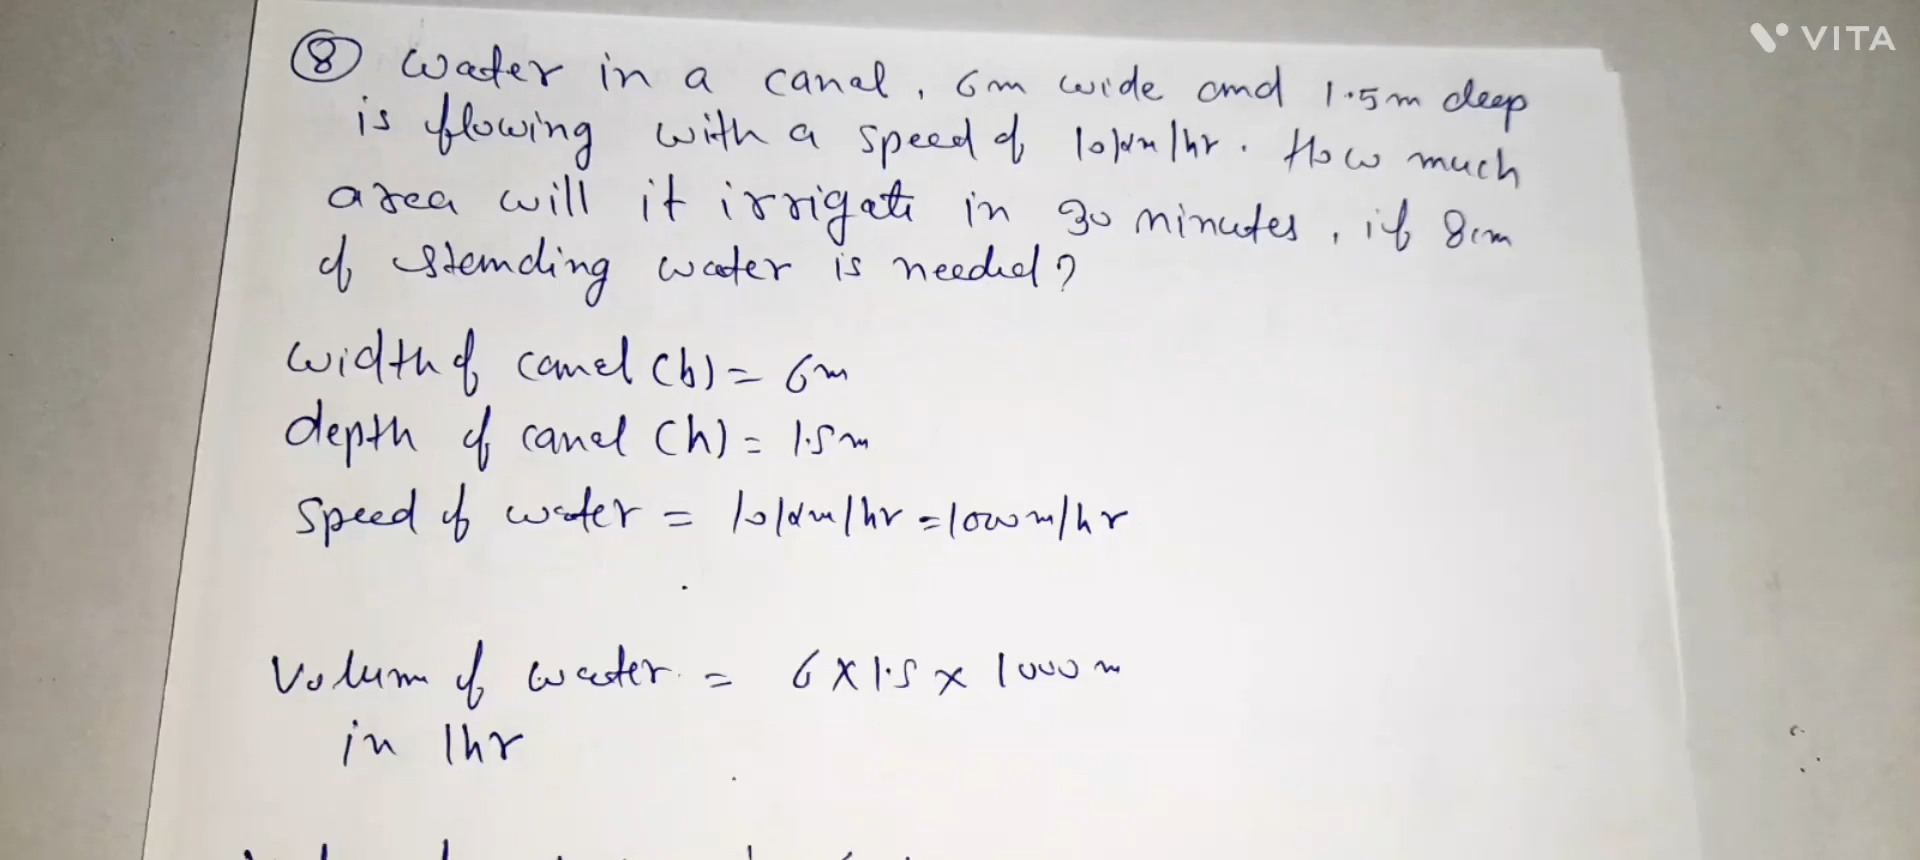 VITA
8 Water in a canal, 6m wide and 1.5m deep
is flowing with a speed of 10km/hr. How much
area will it irrigate in 30 minutes, if 8cm
of standing water is needed?
width of canal (b) = 6m
depth of canal (h) = 1.5m
Speed of water = 10km/hr = 1000m/hr
Volum of water = 6 x 1.5 x 1000 m
in 1hr